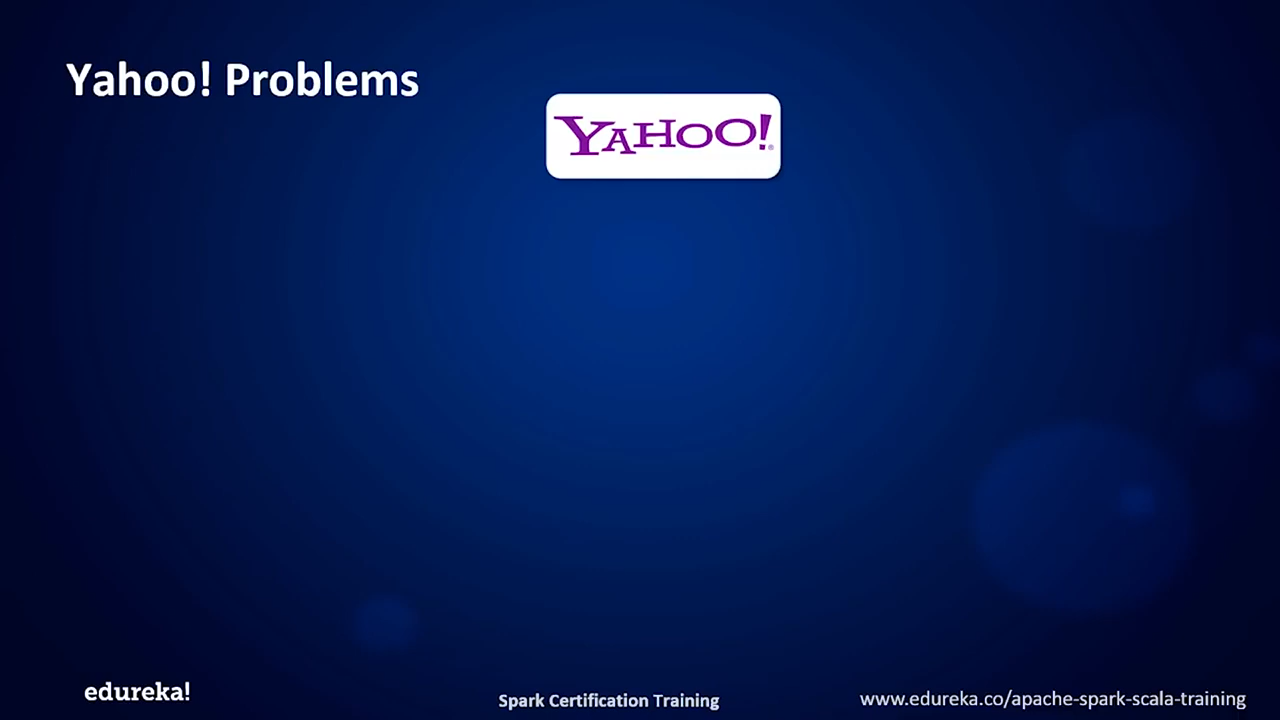 Yahoo! Problems
YAHOO!
edureka!
Spark Certification Training
www.edureka.co/apache-spark-scala-training